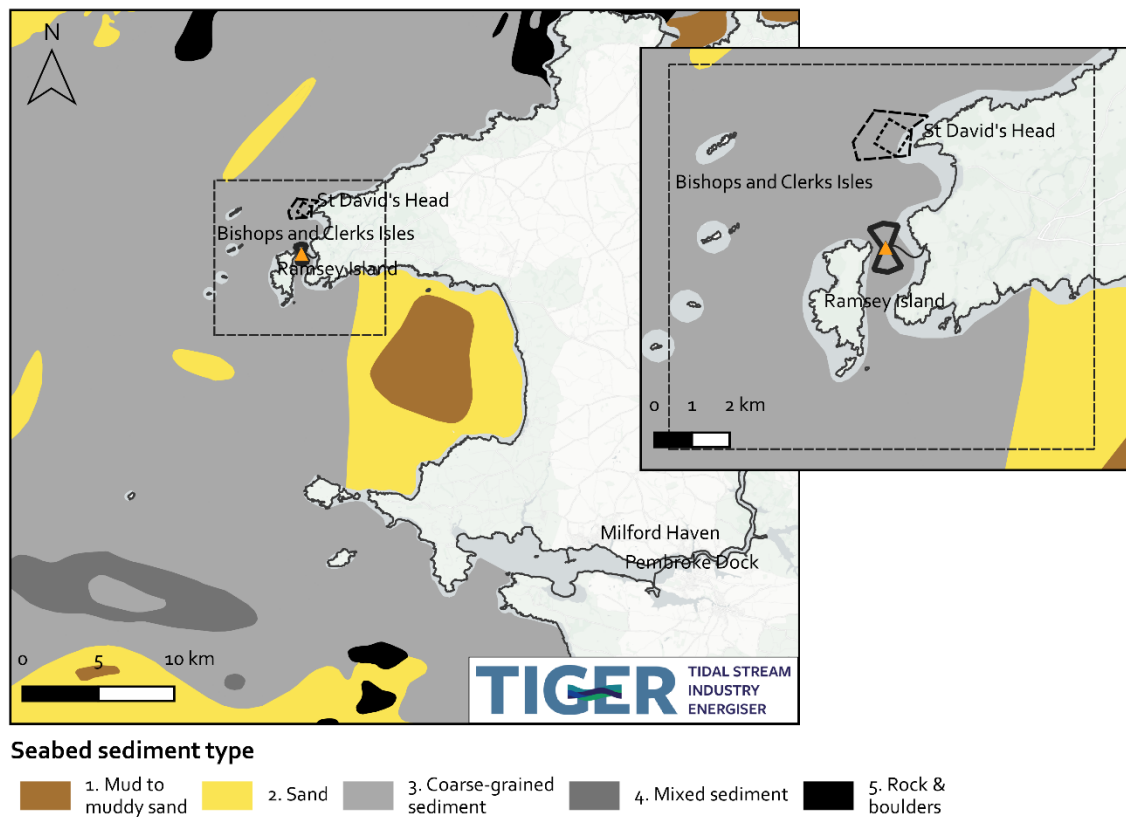 N
St David's Head
Bishops and Clerks Isles
Ramsey Island
Milford Haven
Pembroke Dock
0 5 10 km
TIGER
TIDAL STREAM
INDUSTRY
ENERGISER
St David's Head
Bishops and Clerks Isles
Ramsey Island
0 1 2 km
Seabed sediment type
1. Mud to
muddy sand
2. Sand
3. Coarse-grained
sediment
4. Mixed sediment
5. Rock &
boulders